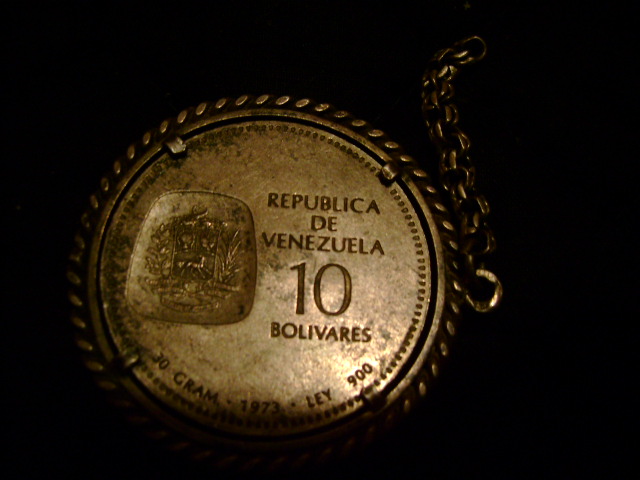 REPUBLICA
DE
VENEZUELA
10
BOLIVARES
30 GRAM. · 1973 · LEY 900